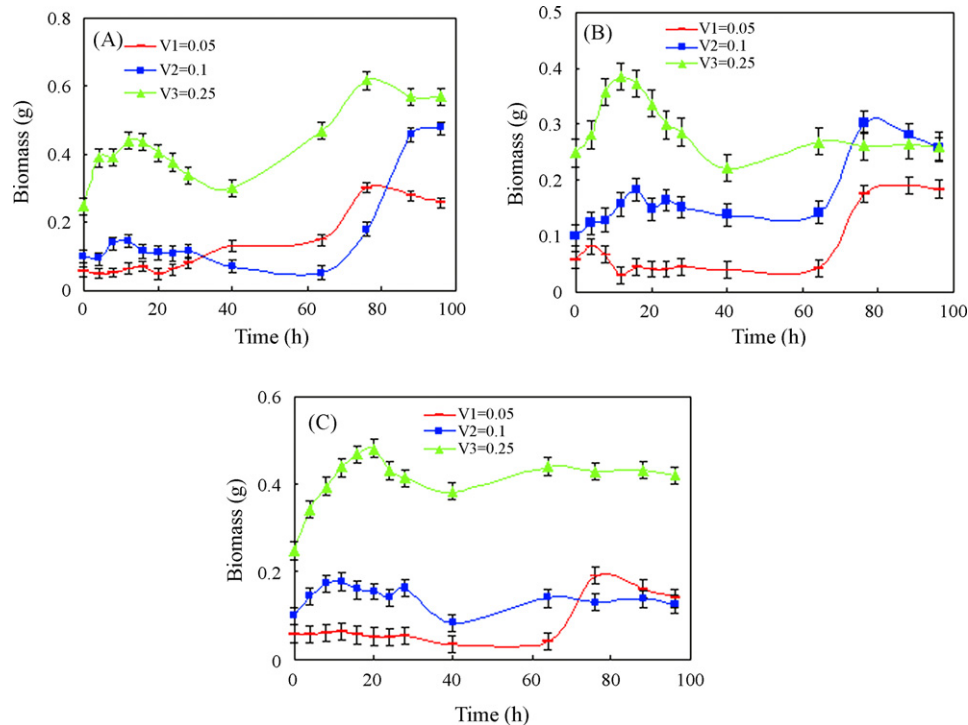 (A)
V1=0.05
V2=0.1
V3=0.25
Biomass (g)
0.8
0.6
0.4
0.2
0
0 20 40 60 80 100
Time (h)
(B)
V1=0.05
V2=0.1
V3=0.25
Biomass (g)
0.5
0.4
0.3
0.2
0.1
0
0 20 40 60 80 100
Time (h)
(C)
V1=0.05
V2=0.1
V3=0.25
Biomass (g)
0.6
0.4
0.2
0
0 20 40 60 80 100
Time (h)